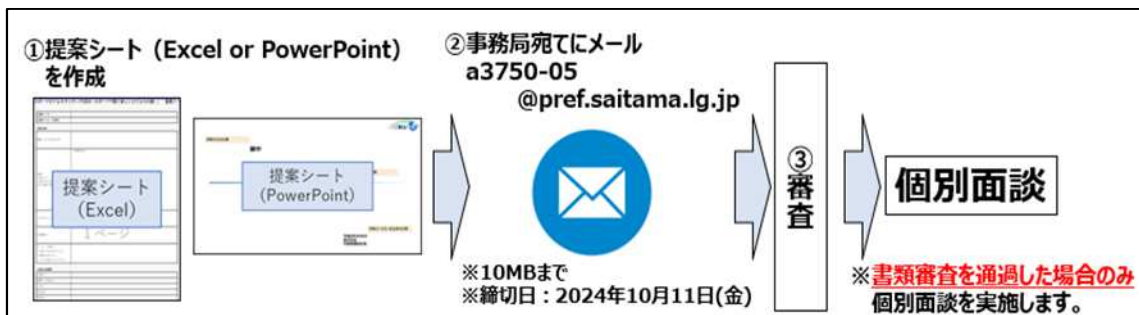 ①提案シート（Excel or PowerPoint）
を作成
提案シート
（Excel）
1 ページ
提案シート
（PowerPoint）
②事務局宛てにメール
a3750-05
@pref.saitama.lg.jp
※10MBまで
※締切日：2024年10月11日(金)
③審査
個別面談
※書類審査を通過した場合のみ
個別面談を実施します。